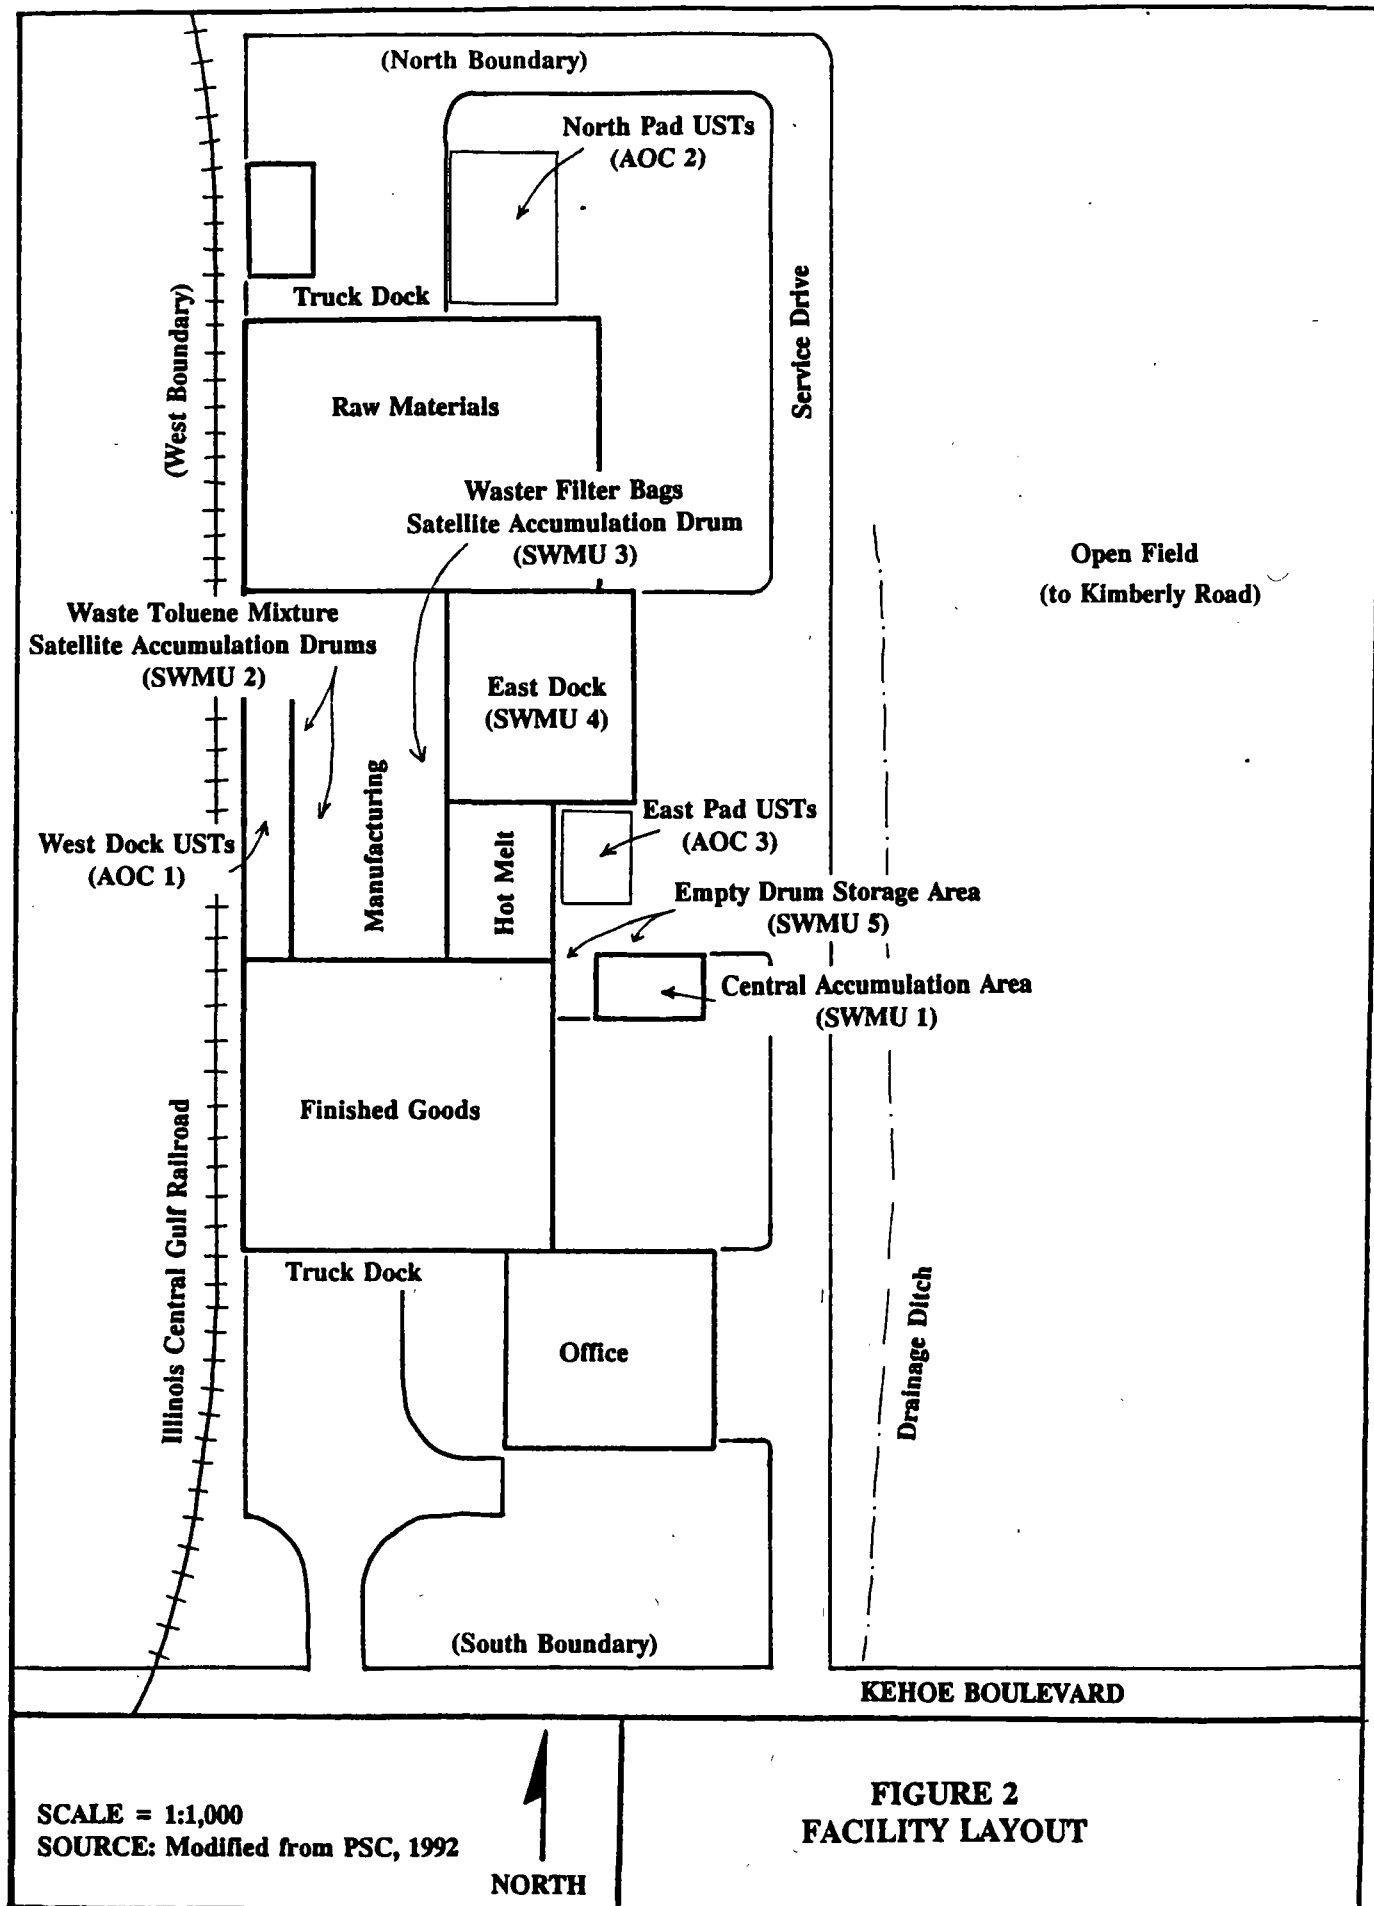 (North Boundary)
North Pad USTs
(AOC 2)
Truck Dock
(West Boundary)
Service Drive
Raw Materials
Waster Filter Bags
Satellite Accumulation Drum
(SWMU 3)
Open Field
(to Kimberly Road)
Waste Toluene Mixture
Satellite Accumulation Drums
(SWMU 2)
East Dock
(SWMU 4)
Manufacturing
Hot Melt
East Pad USTs
(AOC 3)
West Dock USTs
(AOC 1)
Empty Drum Storage Area
(SWMU 5)
Central Accumulation Area
(SWMU 1)
Finished Goods
Illinois Central Gulf Railroad
Truck Dock
Office
Drainage Ditch
(South Boundary)
KEHOE BOULEVARD
SCALE = 1:1,000
SOURCE: Modified from PSC, 1992
NORTH
FIGURE 2
FACILITY LAYOUT